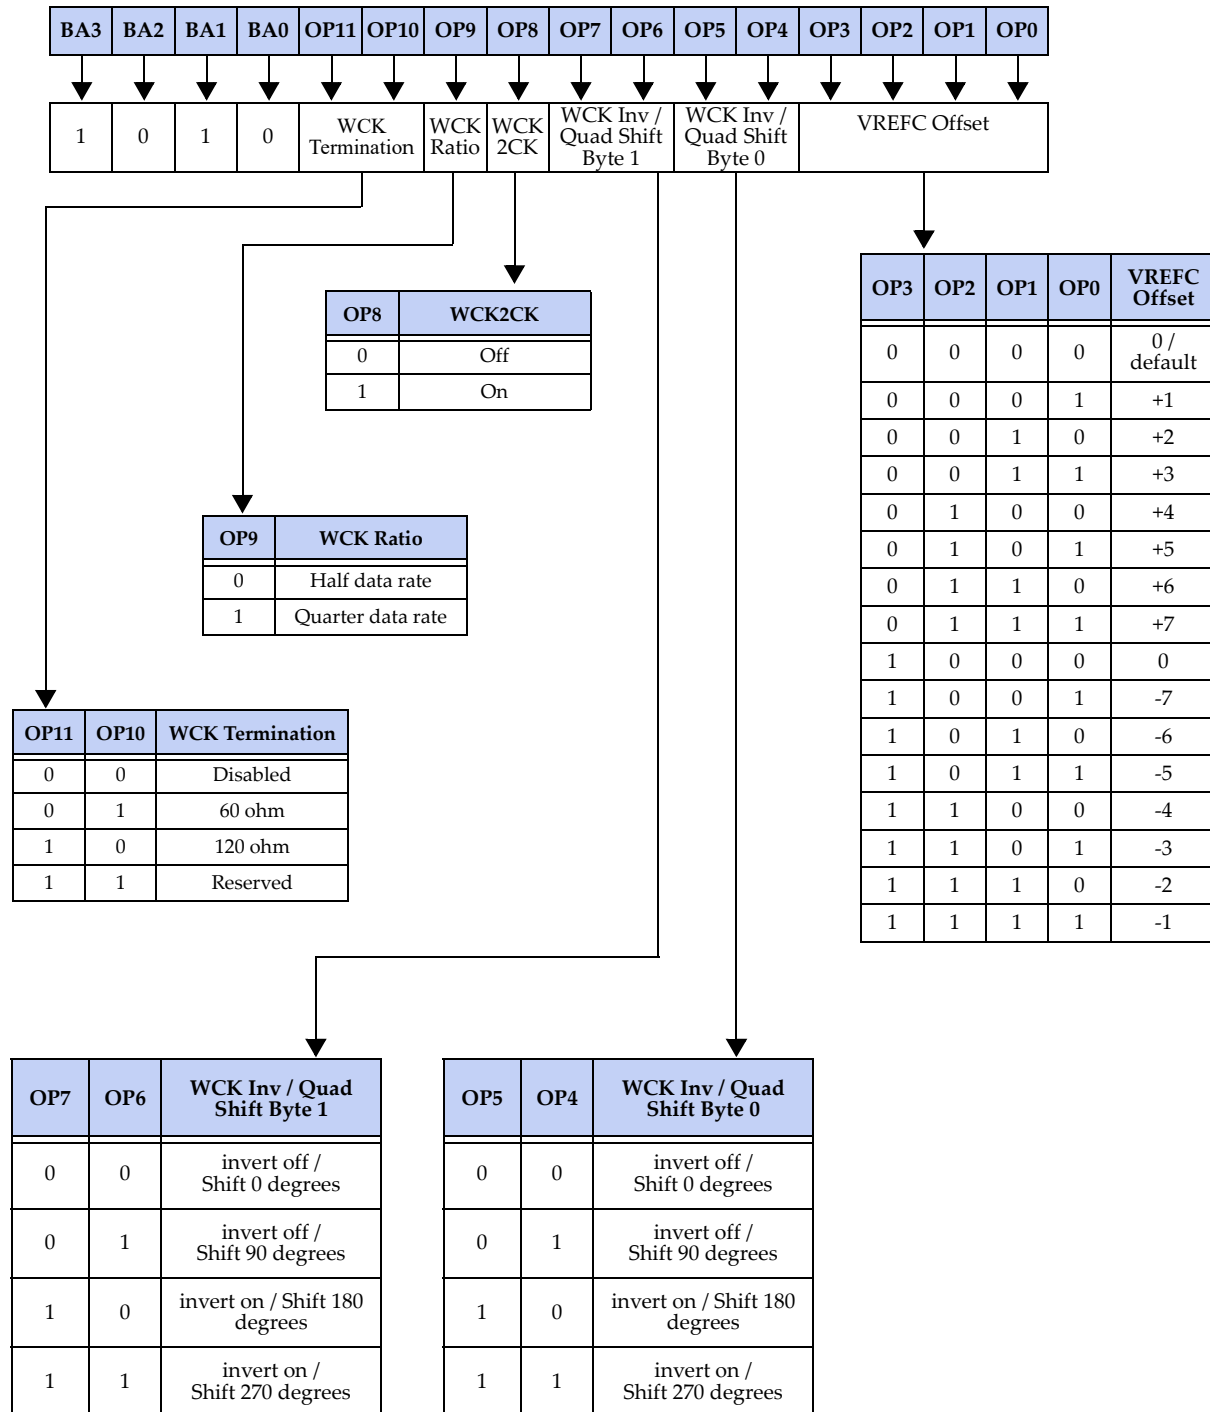 BA3 BA2 BA1 BA0 OP11 OP10 OP9 OP8 OP7 OP6 OP5 OP4 OP3 OP2 OP1 OP0
1 0 1 0
WCK
Termination
WCK
Ratio
WCK
2CK
WCK Inv /
Quad Shift
Byte 1
WCK Inv /
Quad Shift
Byte 0
VREFC Offset
OP8 WCK2CK
0 Off
1 On
OP9 WCK Ratio
0 Half data rate
1 Quarter data rate
OP11 OP10 WCK Termination
0 0 Disabled
0 1 60 ohm
1 0 120 ohm
1 1 Reserved
OP3 OP2 OP1 OP0 VREFC
Offset
0 0 0 0 0 /
default
0 0 0 1 +1
0 0 1 0 +2
0 0 1 1 +3
0 1 0 0 +4
0 1 0 1 +5
0 1 1 0 +6
0 1 1 1 +7
1 0 0 0 0
1 0 0 1 -7
1 0 1 0 -6
1 0 1 1 -5
1 1 0 0 -4
1 1 0 1 -3
1 1 1 0 -2
1 1 1 1 -1
OP7 OP6 WCK Inv / Quad
Shift Byte 1
0 0 invert off /
Shift 0 degrees
0 1 invert off /
Shift 90 degrees
1 0 invert on / Shift 180
degrees
1 1 invert on /
Shift 270 degrees
OP5 OP4 WCK Inv / Quad
Shift Byte 0
0 0 invert off /
Shift 0 degrees
0 1 invert off /
Shift 90 degrees
1 0 invert on / Shift 180
degrees
1 1 invert on /
Shift 270 degrees